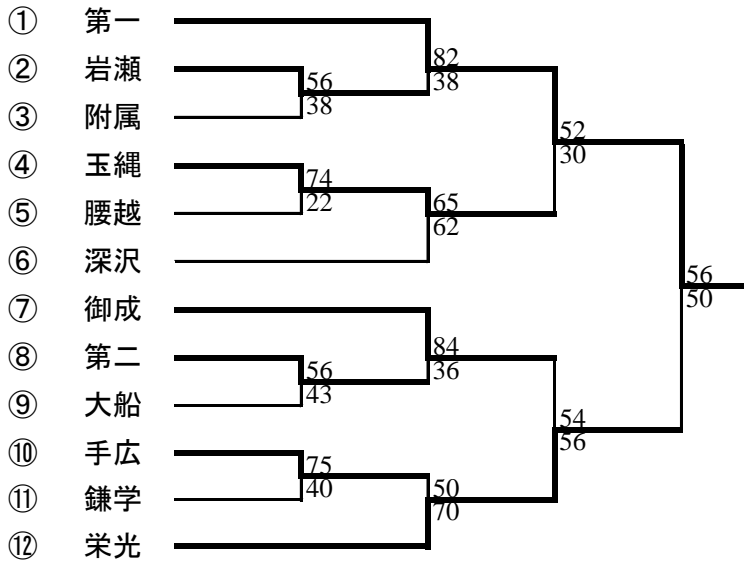 ① 第一
② 岩瀬
③ 附属
④ 玉縄
⑤ 腰越
⑥ 深沢
⑦ 御成
⑧ 第二
⑨ 大船
⑩ 手広
⑪ 鎌学
⑫ 栄光
56
38
74
22
56
43
75
40
82
38
65
62
84
36
50
70
52
30
54
56
56
50